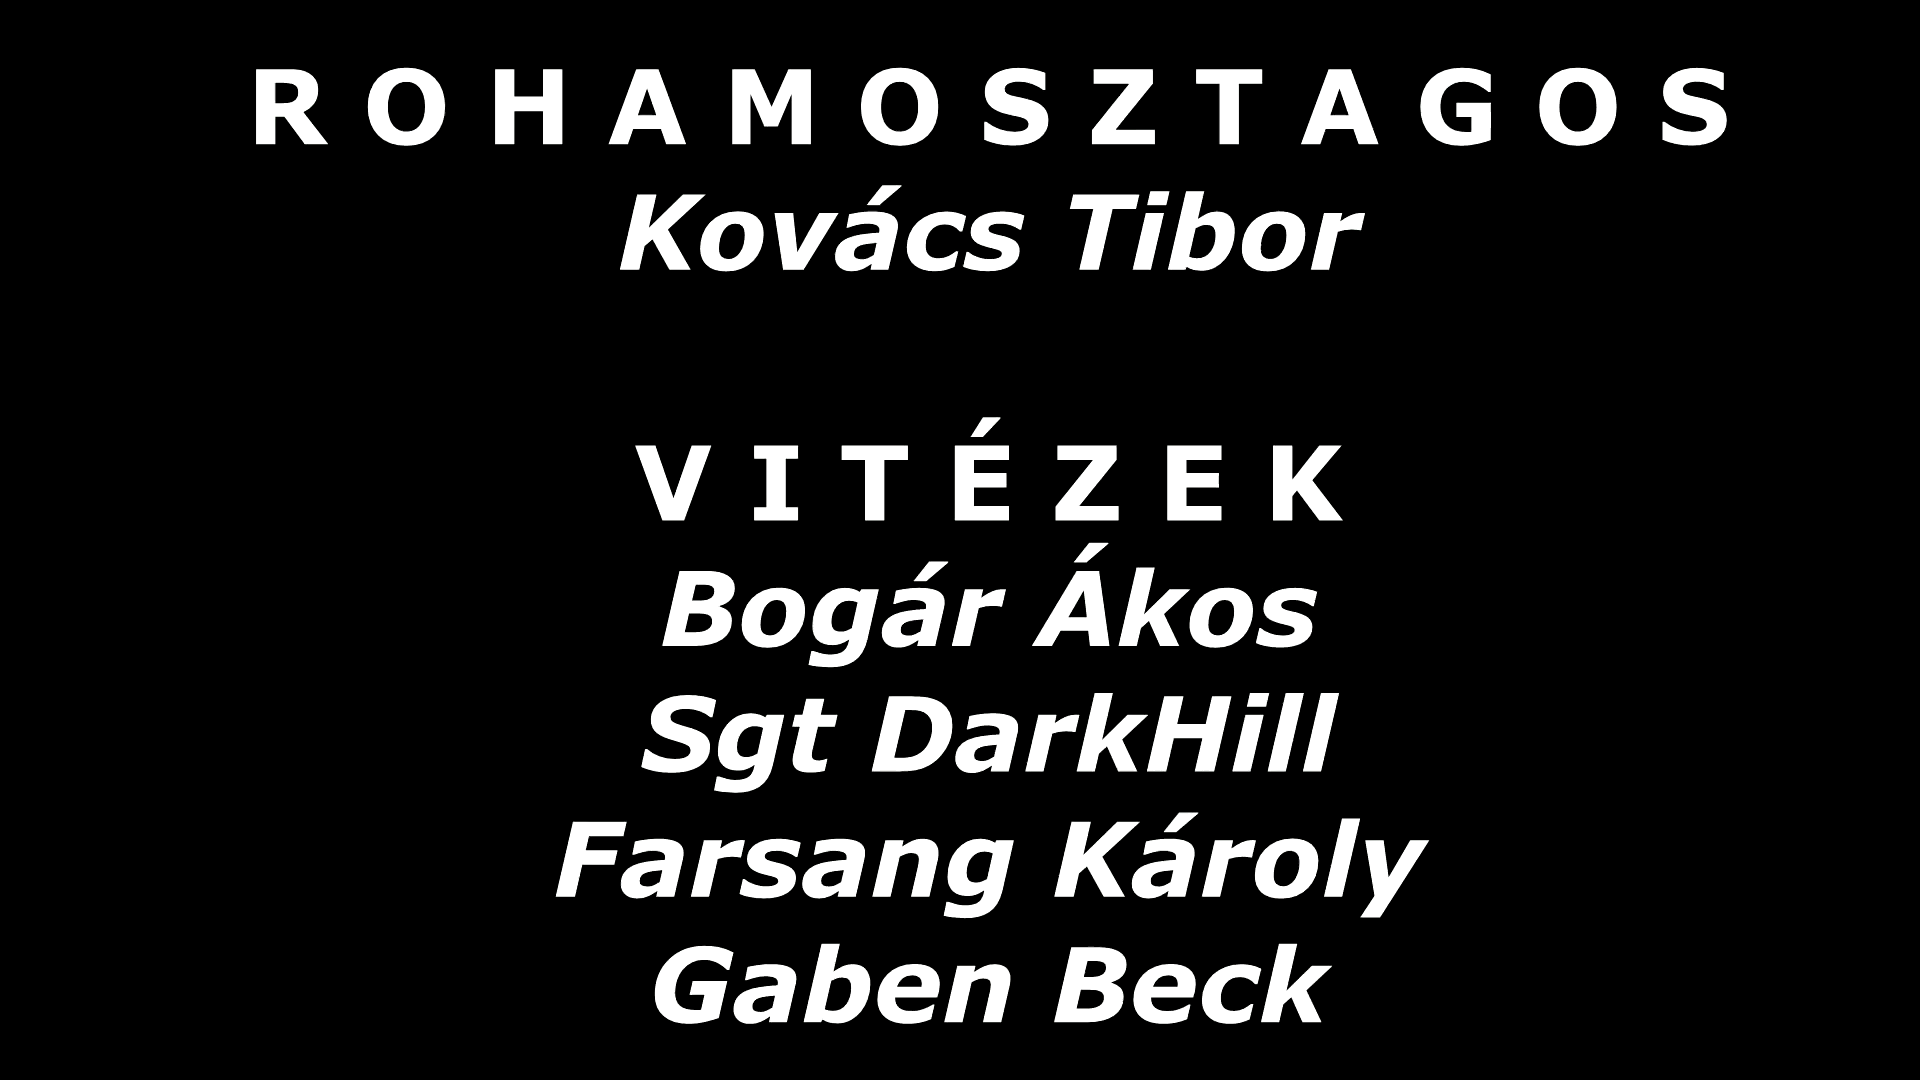 R O H A M O S Z T A G O S
Kovács Tibor
V I T É Z E K
Bogár Ákos
Sgt DarkHill
Farsang Károly
Gaben Beck